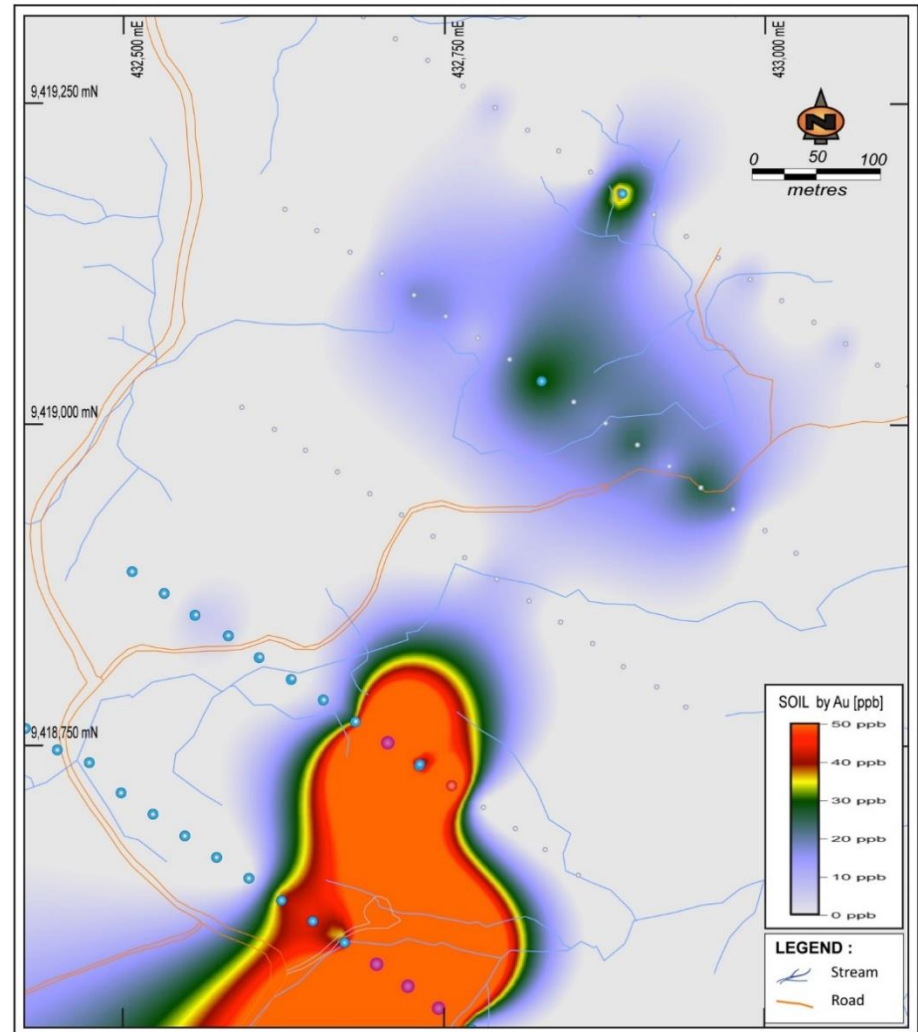 432,500 mE
432,750 mE
433,000 mE
9,419,250 mN
N
0 50 100
metres
9,419,000 mN
9,418,750 mN
SOIL by Au [ppb]
50 ppb
40 ppb
30 ppb
20 ppb
10 ppb
0 ppb
LEGEND :
Stream
Road